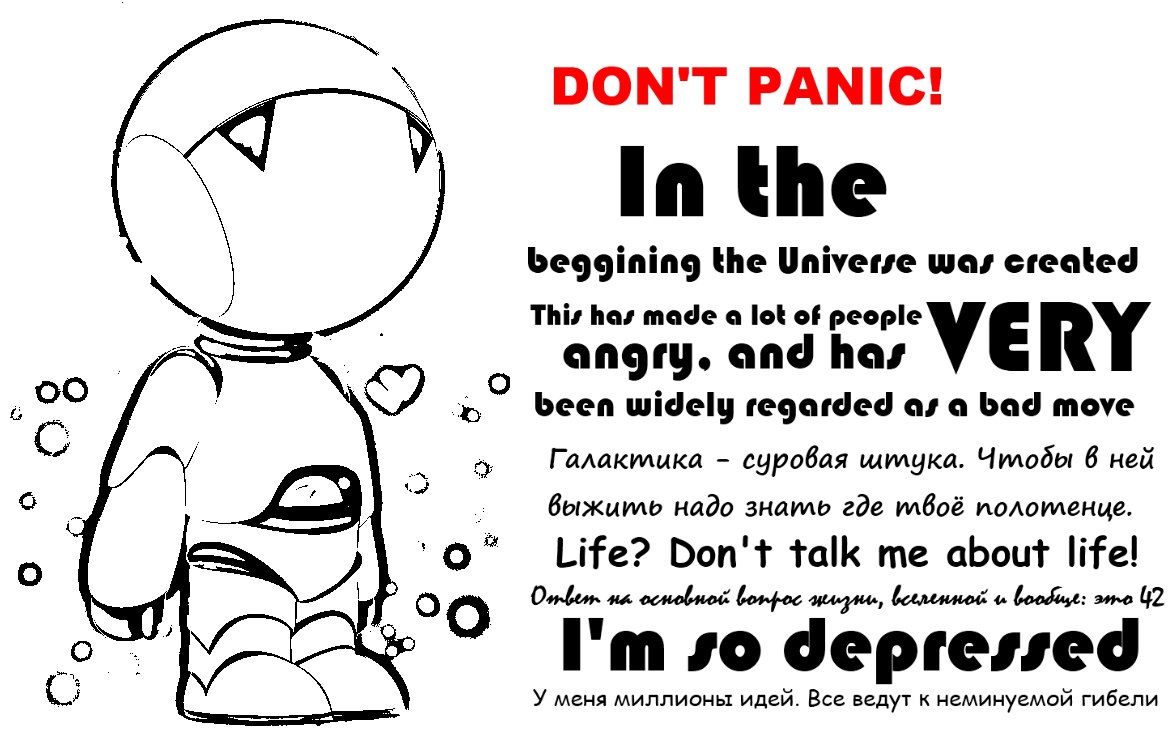 DON'T PANIC!
In the
beggining the Universe was created
This has made a lot of people
angry, and has VERY
been widely regarded as a bad move
Галактика - суровая штука. Чтобы в ней
выжить надо знать где твоё полотенце.
Life? Don't talk me about life!
Ответ на основной вопрос жизни, вселенной и вообще: это 42
I'm so depressed
У меня миллионы идей. Все ведут к неминуемой гибели